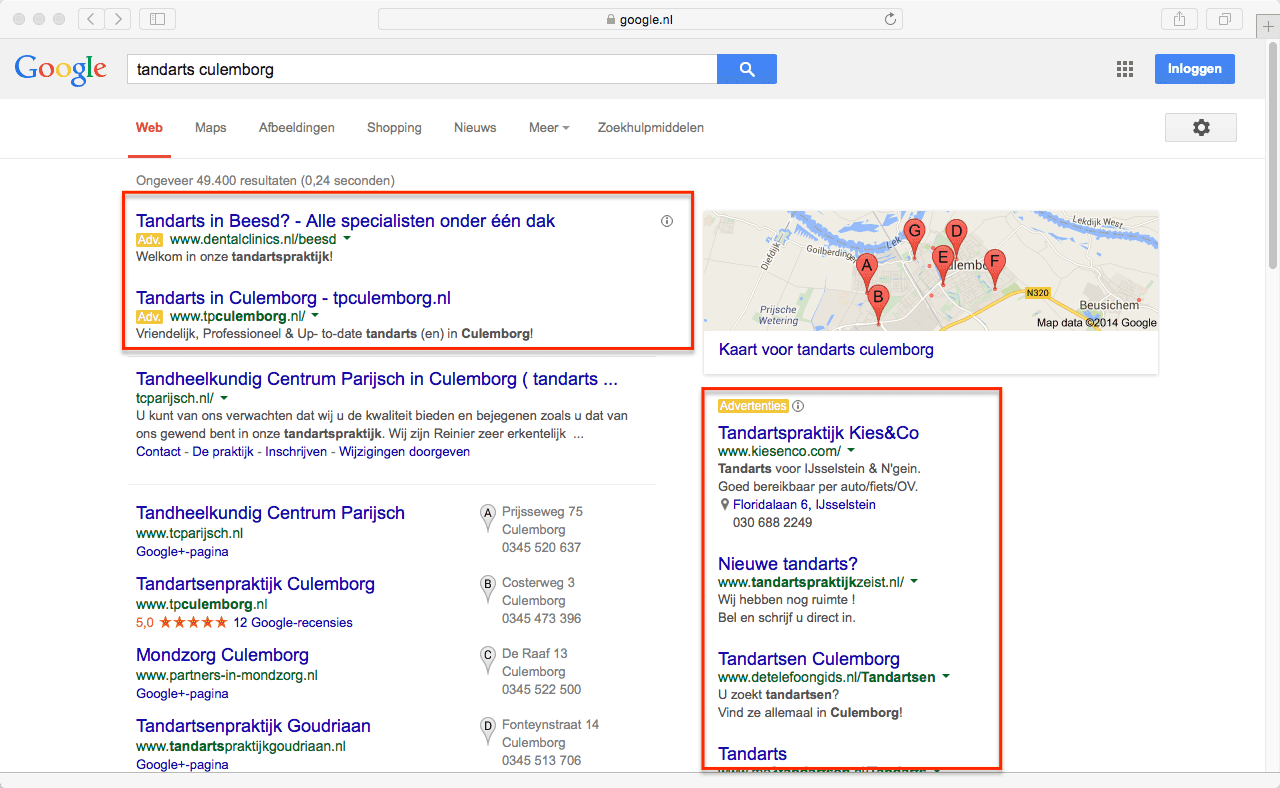 google.nl
Google
tandarts culemborg
Inloggen
Web
Maps
Afbeeldingen
Shopping
Nieuws
Meer
Zoekhulpmiddelen
Ongeveer 49.400 resultaten (0,24 seconden)
Tandarts in Beesd? - Alle specialisten onder één dak
Adv. www.dentalclinics.nl/beesd
Welkom in onze tandartspraktijk!
Tandarts in Culemborg - tpculemborg.nl
Adv. www.tpculemborg.nl/
Vriendelijk, Professioneel & Up- to-date tandarts (en) in Culemborg!
Tandheelkundig Centrum Parijsch in Culemborg ( tandarts ...
tcparijsch.nl/
U kunt van ons verwachten dat wij u de kwaliteit bieden en bejegenen zoals u dat van
ons gewend bent in onze tandartspraktijk. Wij zijn Reinier zeer erkentelijk ...
Contact - De praktijk - Inschrijven - Wijzigingen doorgeven
Tandheelkundig Centrum Parijsch
www.tcparijsch.nl
Google+-pagina
A
Prijsseweg 75
Culemborg
0345 520 637
Tandartsenpraktijk Culemborg
www.tpculemborg.nl
5,0 ★★★★★ 12 Google-recensies
B
Costerweg 3
Culemborg
0345 473 396
Mondzorg Culemborg
www.partners-in-mondzorg.nl
Google+-pagina
C
De Raaf 13
Culemborg
0345 522 500
Tandartsenpraktijk Goudriaan
www.tandartspraktijkgoudriaan.nl
Google+-pagina
D
Fonteynstraat 14
Culemborg
0345 513 706
Diefdijk
Goilberdinger
Lek
Lekdijk West
G
D
A
E
F
B
ulemb
N320
Beusichem
Prijsche
Wetering
Map data ©2014 Google
Kaart voor tandarts culemborg
Advertenties
Tandartspraktijk Kies&Co
www.kiesenco.com/
Tandarts voor IJsselstein & N'gein.
Goed bereikbaar per auto/fiets/OV.
Floridalaan 6, IJsselstein
030 688 2249
Nieuwe tandarts?
www.tandartspraktijkzeist.nl/
Wij hebben nog ruimte !
Bel en schrijf u direct in.
Tandartsen Culemborg
www.detelefoongids.nl/Tandartsen
U zoekt tandartsen?
Vind ze allemaal in Culemborg!
Tandarts